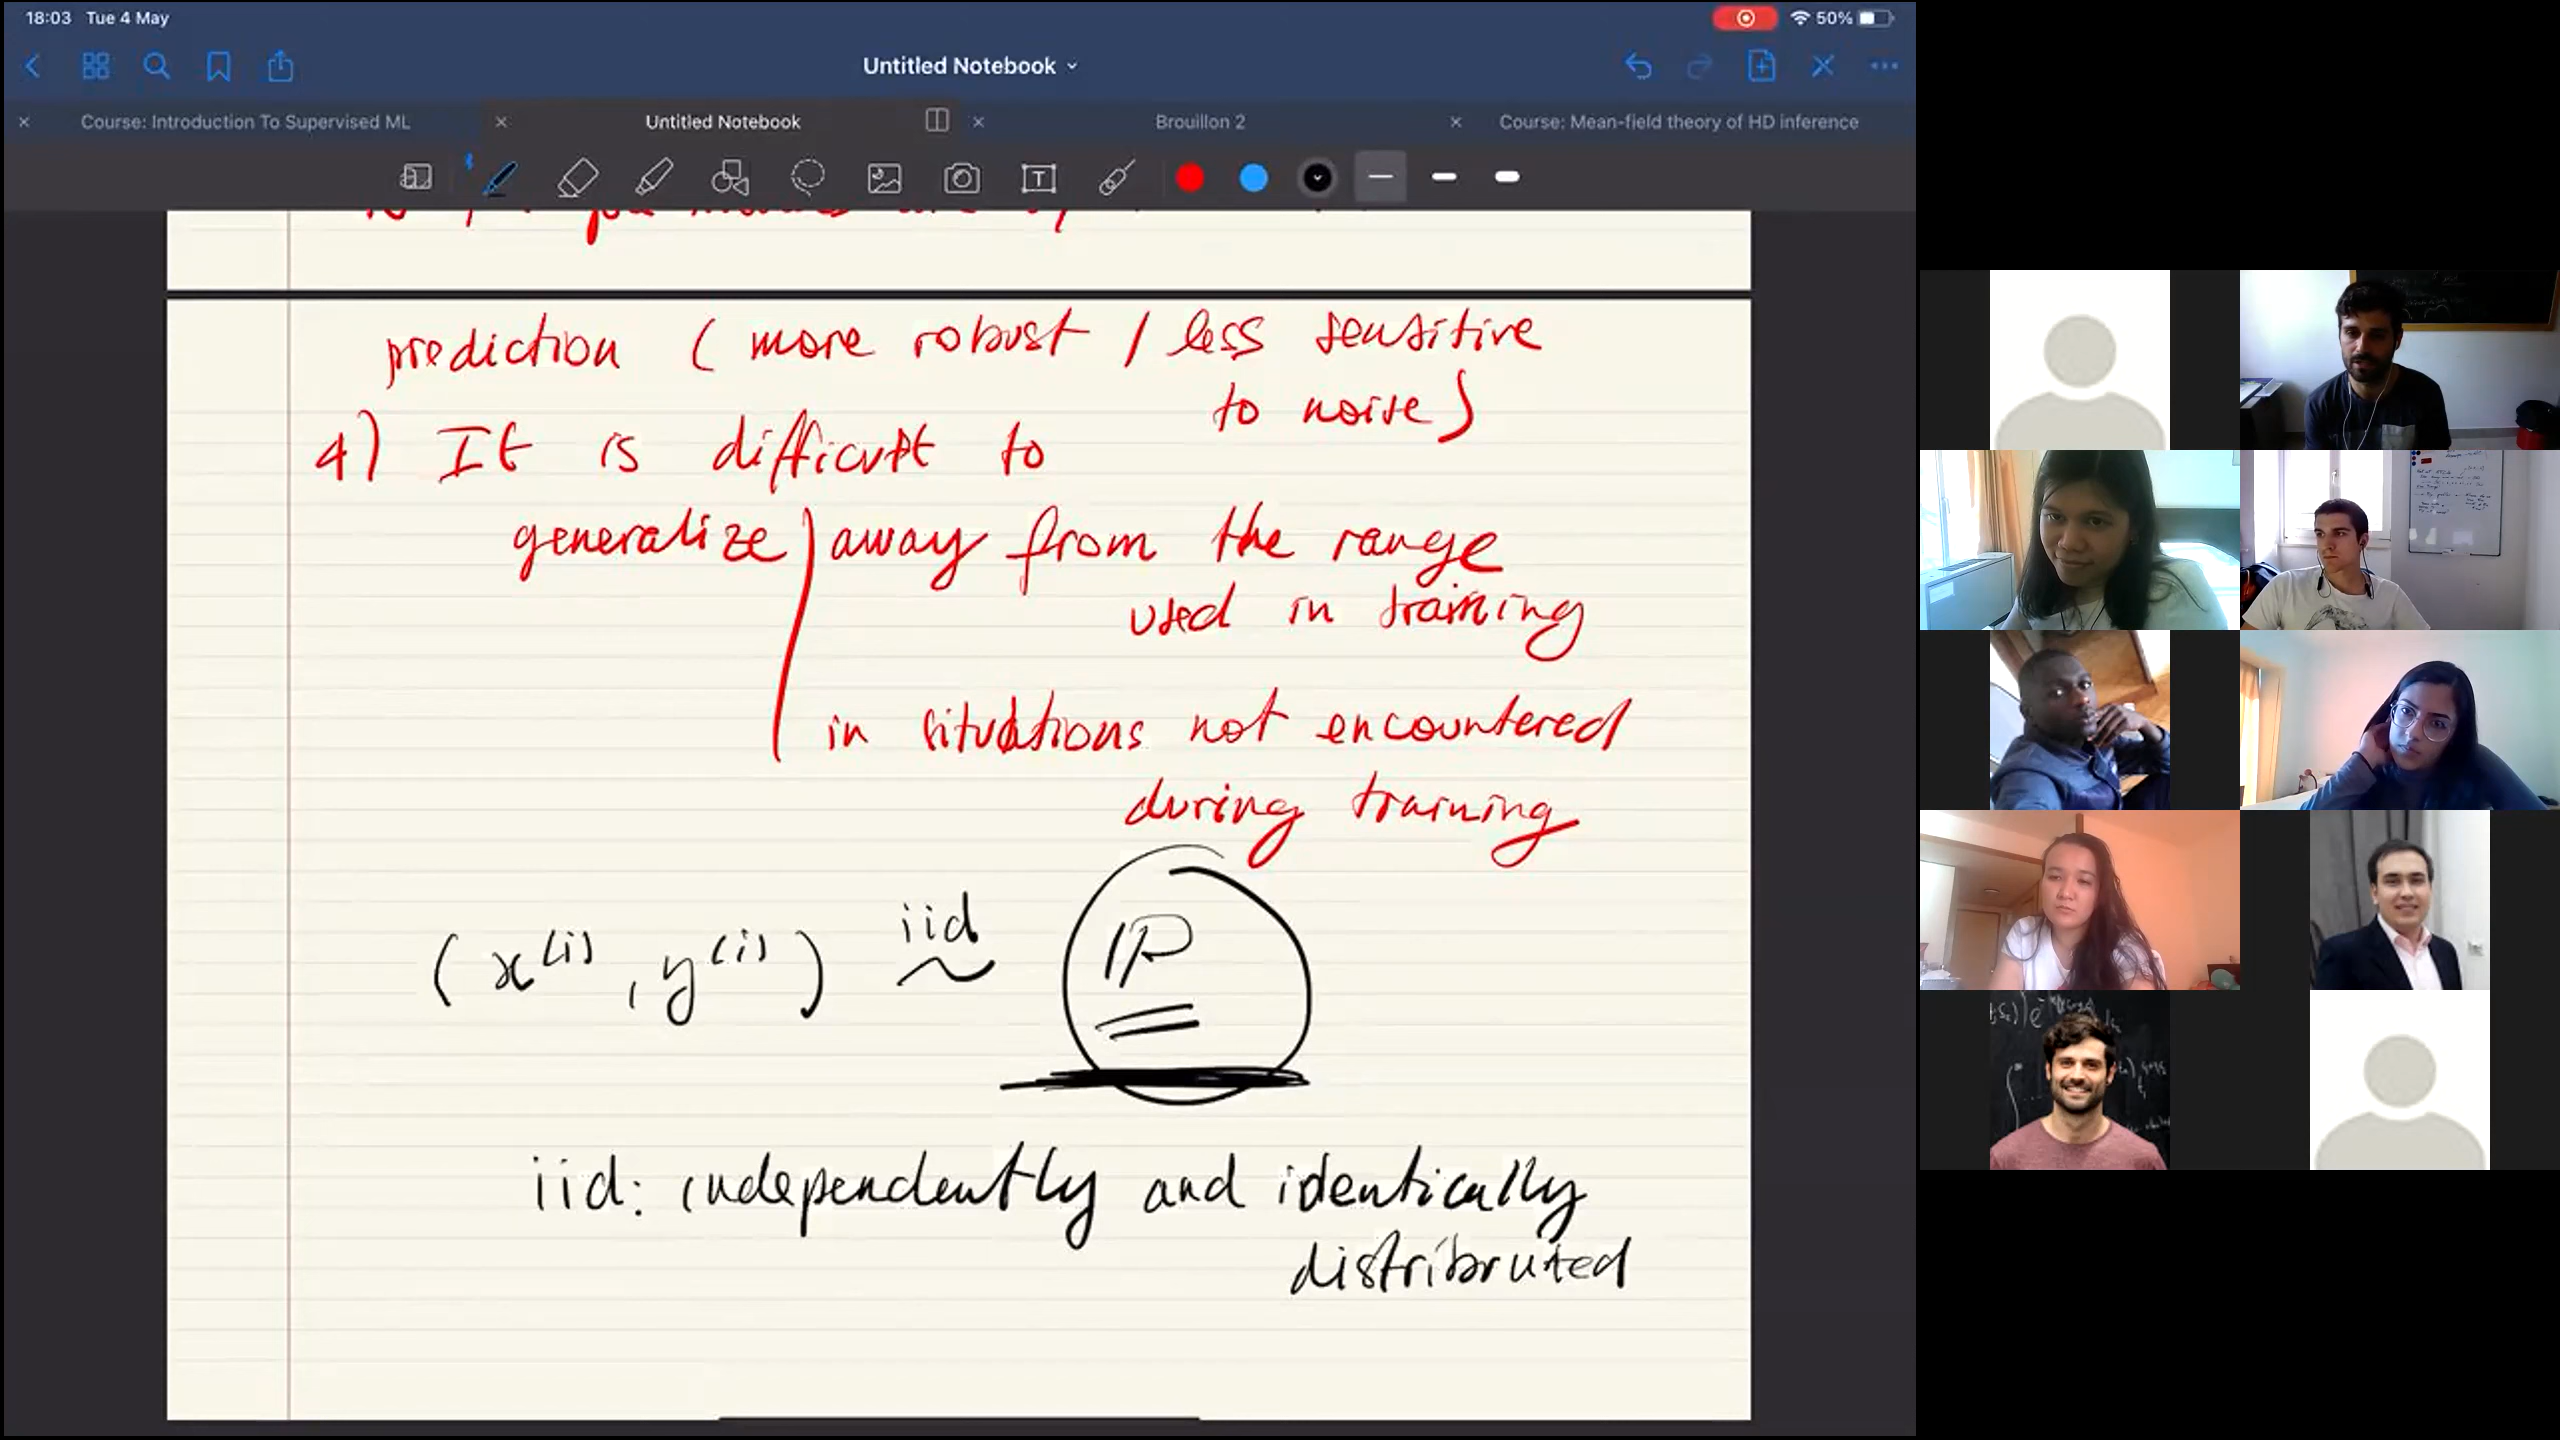 18:03 Tue 4 May
50%
Untitled Notebook
Course: Introduction To Supervised ML
Untitled Notebook
Brouillon 2
Course: Mean-field theory of HD inference
T
prediction ( more robust / less sensitive
to noise)
4) It is difficult to
generalize away from the range
used in training
in situations not encountered
during training
(x^(i), y^(i)) iid ~ IP
iid: independently and identically
distribruted